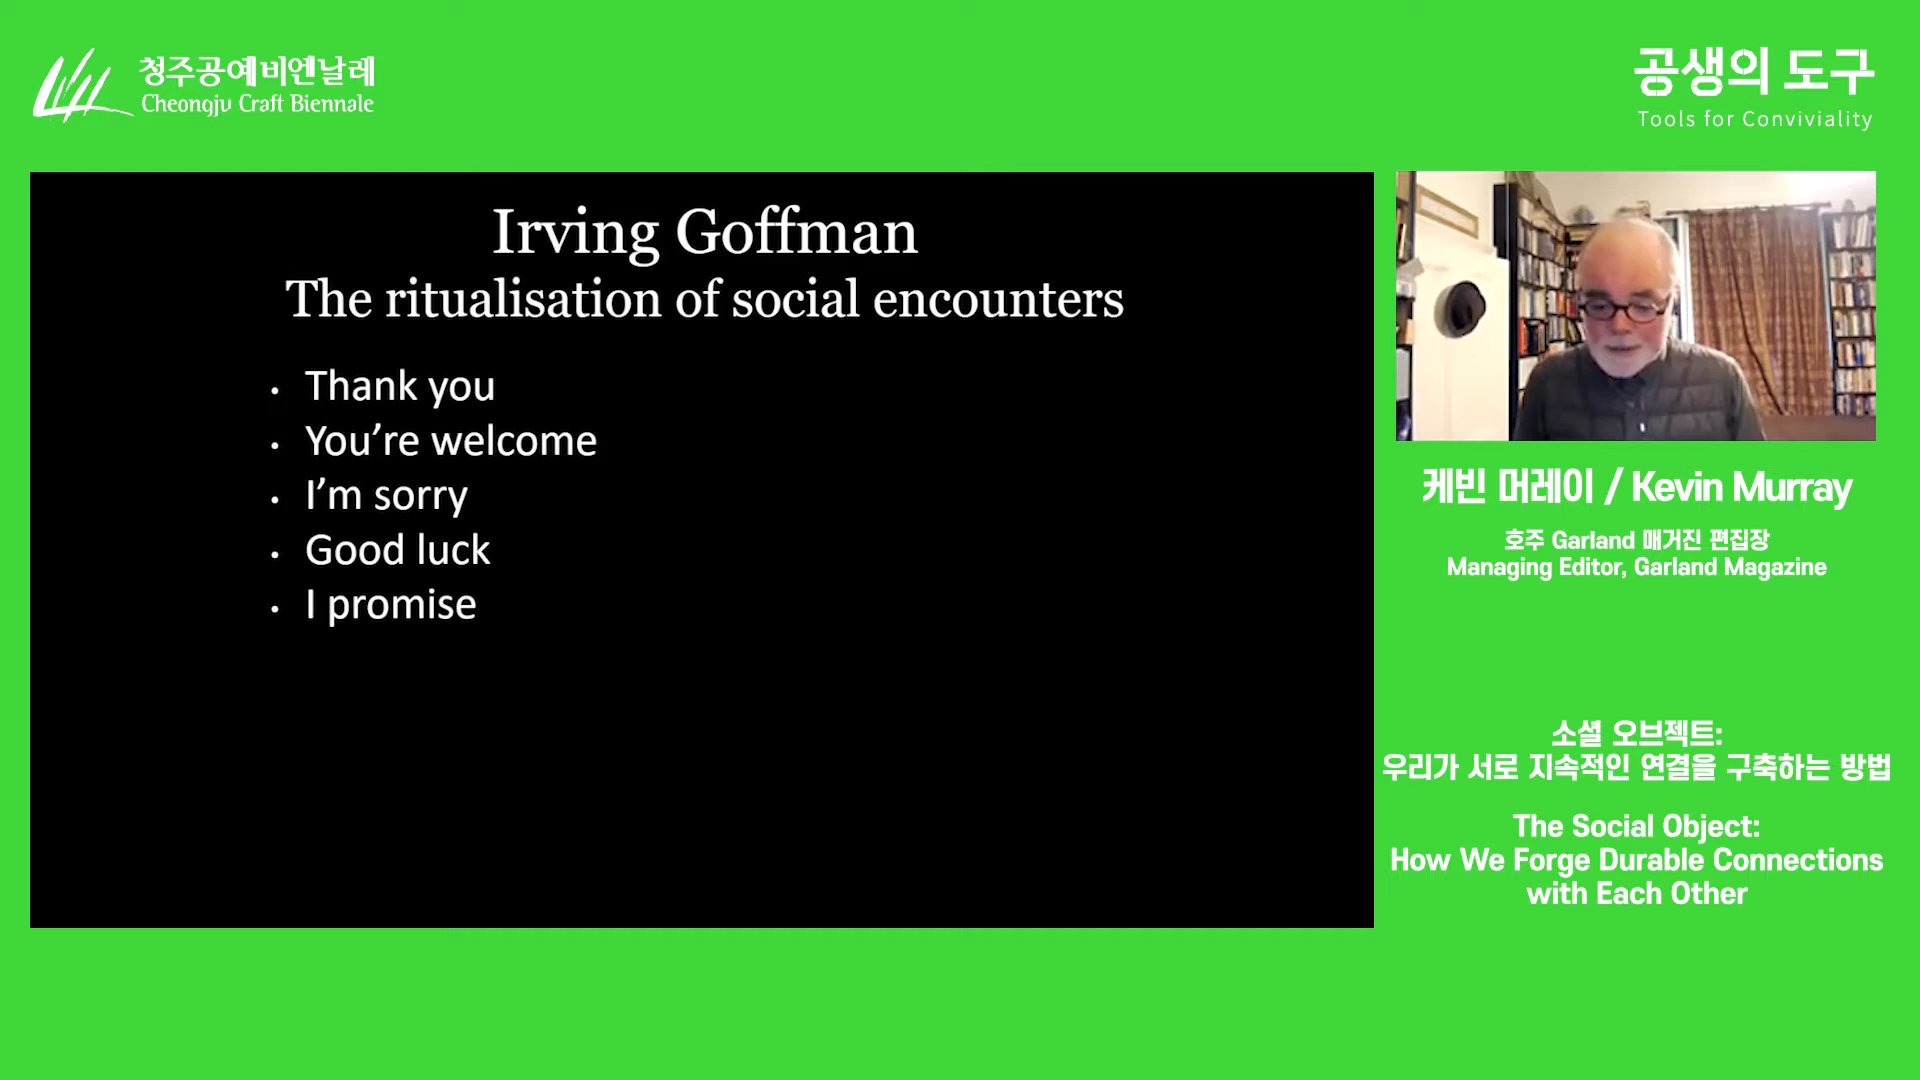 청주공예비엔날레
Cheongju Craft Biennale
공생의 도구
Tools for Conviviality
Irving Goffman
The ritualisation of social encounters
• Thank you
• You’re welcome
• I’m sorry
• Good luck
• I promise
케빈 머레이 / Kevin Murray
호주 Garland 매거진 편집장
Managing Editor, Garland Magazine
소셜 오브젝트:
우리가 서로 지속적인 연결을 구축하는 방법
The Social Object:
How We Forge Durable Connections
with Each Other